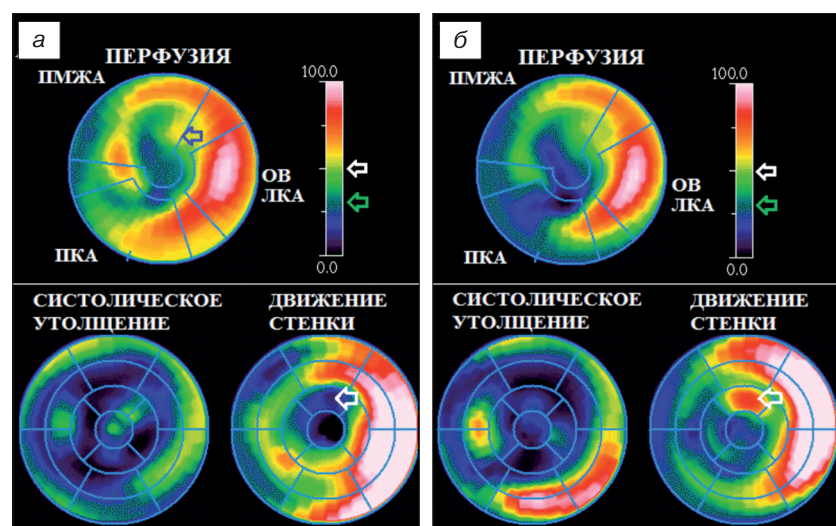 а
ПЕРФУЗИЯ
ПМЖА
100.0
ОВ
ЛКА
ПКА
0.0
СИСТОЛИЧЕСКОЕ
УТОЛЩЕНИЕ
ДВИЖЕНИЕ
СТЕНКИ
б
ПЕРФУЗИЯ
ПМЖА
100.0
ОВ
ЛКА
ПКА
0.0
СИСТОЛИЧЕСКОЕ
УТОЛЩЕНИЕ
ДВИЖЕНИЕ
СТЕНКИ